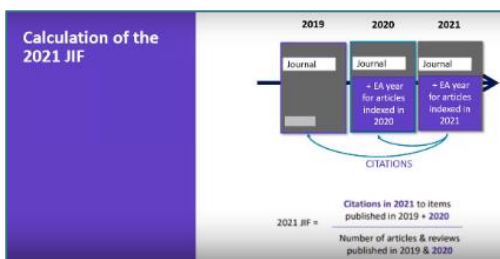 Calculation of the
2021 JIF
2019
2020
2021
Journal
Journal
Journal
+ EA year
for articles
indexed in
2020
+ EA year
for articles
indexed in
2021
CITATIONS
2021 JIF =
Citations in 2021 to items
published in 2019 + 2020
Number of articles & reviews
published in 2019 & 2020